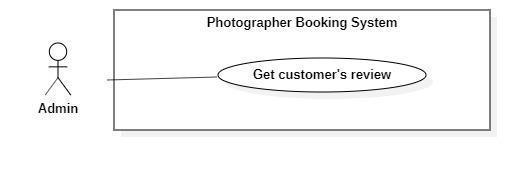 Photographer Booking System
Get customer's review
Admin